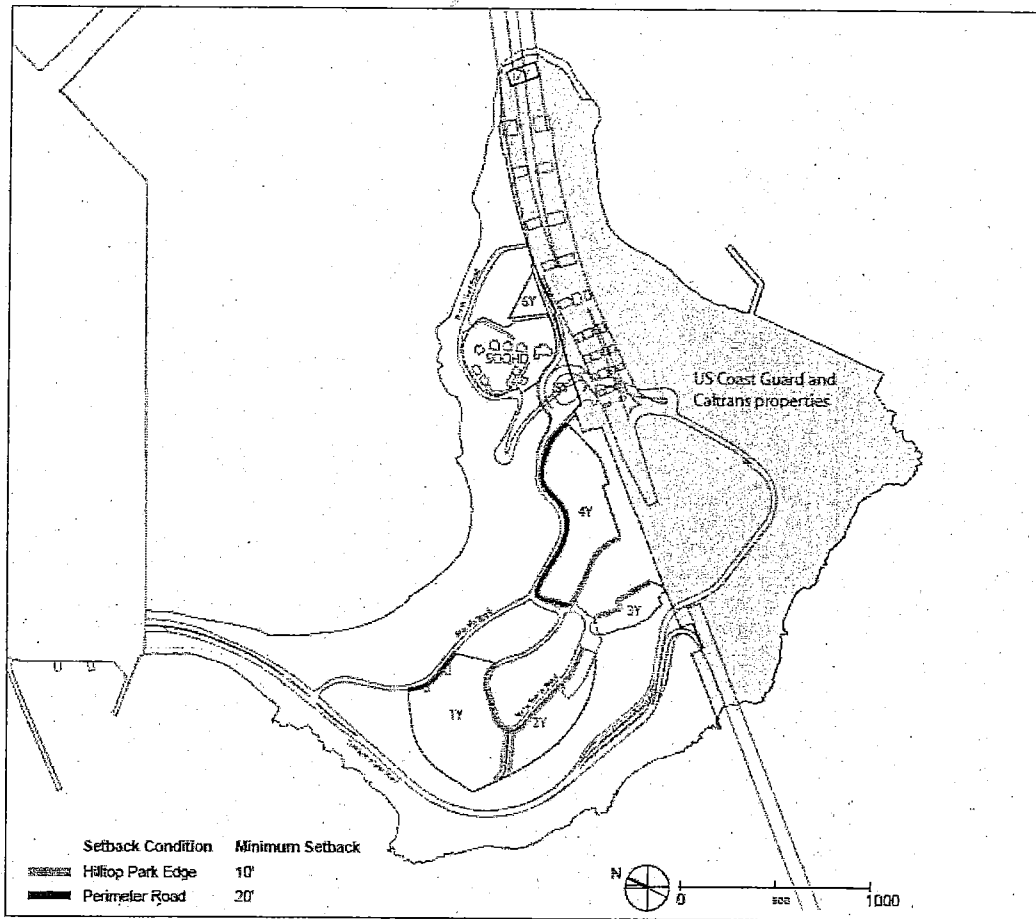 5Y
US Coast Guard and
Caltrans properties
4Y
3Y
1Y
2Y
Setback Condition Minimum Setback
Hilltop Park Edge 10'
Perimeter Road 20'
N
0 500 1000